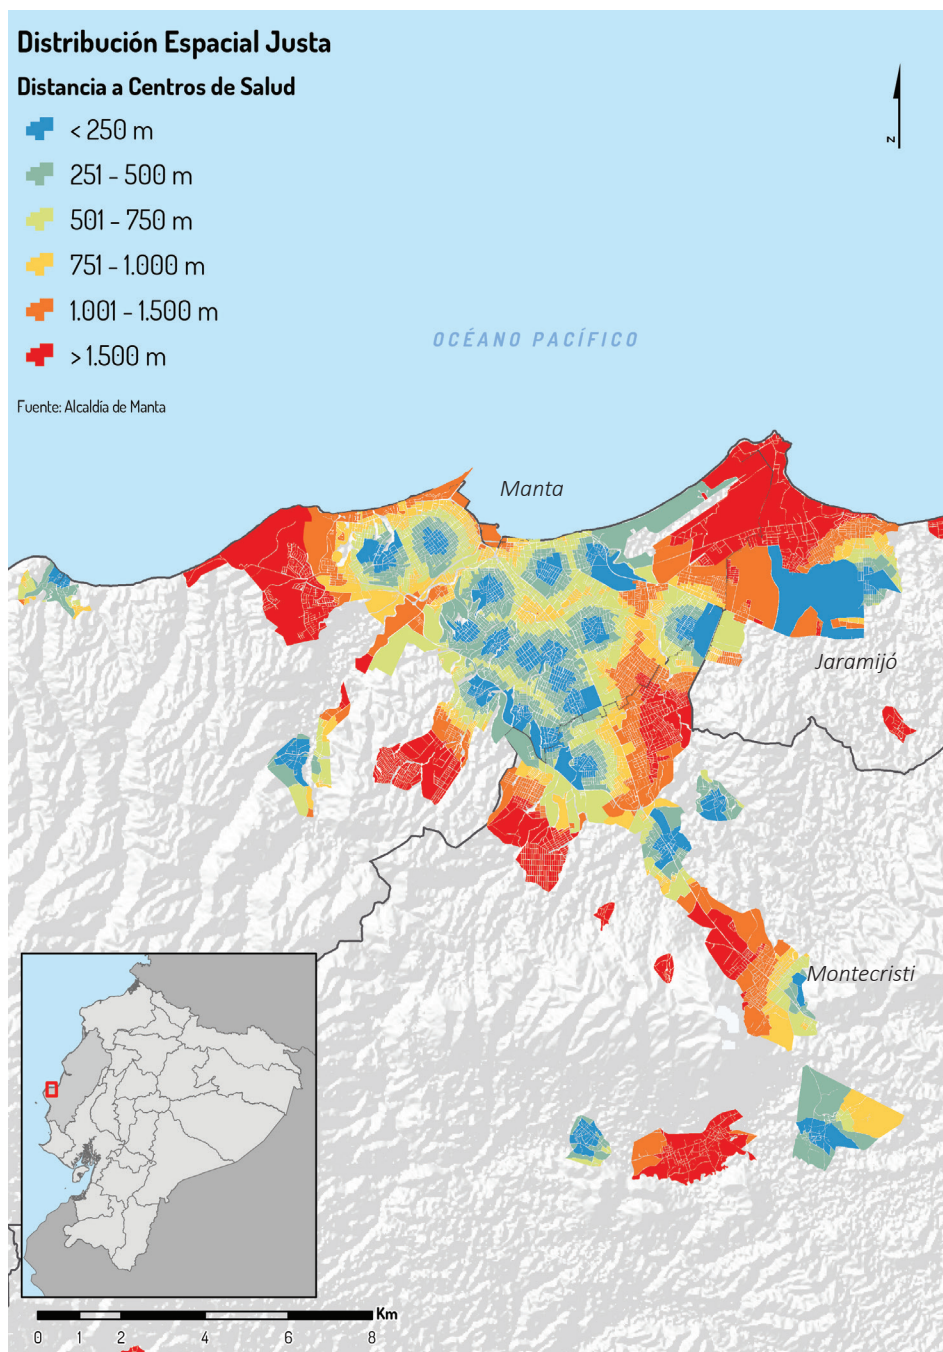 Distribución Espacial Justa
Distancia a Centros de Salud
< 250 m
251 - 500 m
501 - 750 m
751 - 1.000 m
1.001 - 1.500 m
> 1.500 m
Fuente: Alcaldía de Manta
N
OCÉANO PACÍFICO
Manta
Jaramijó
Montecristi
Km
0 1 2 4 6 8